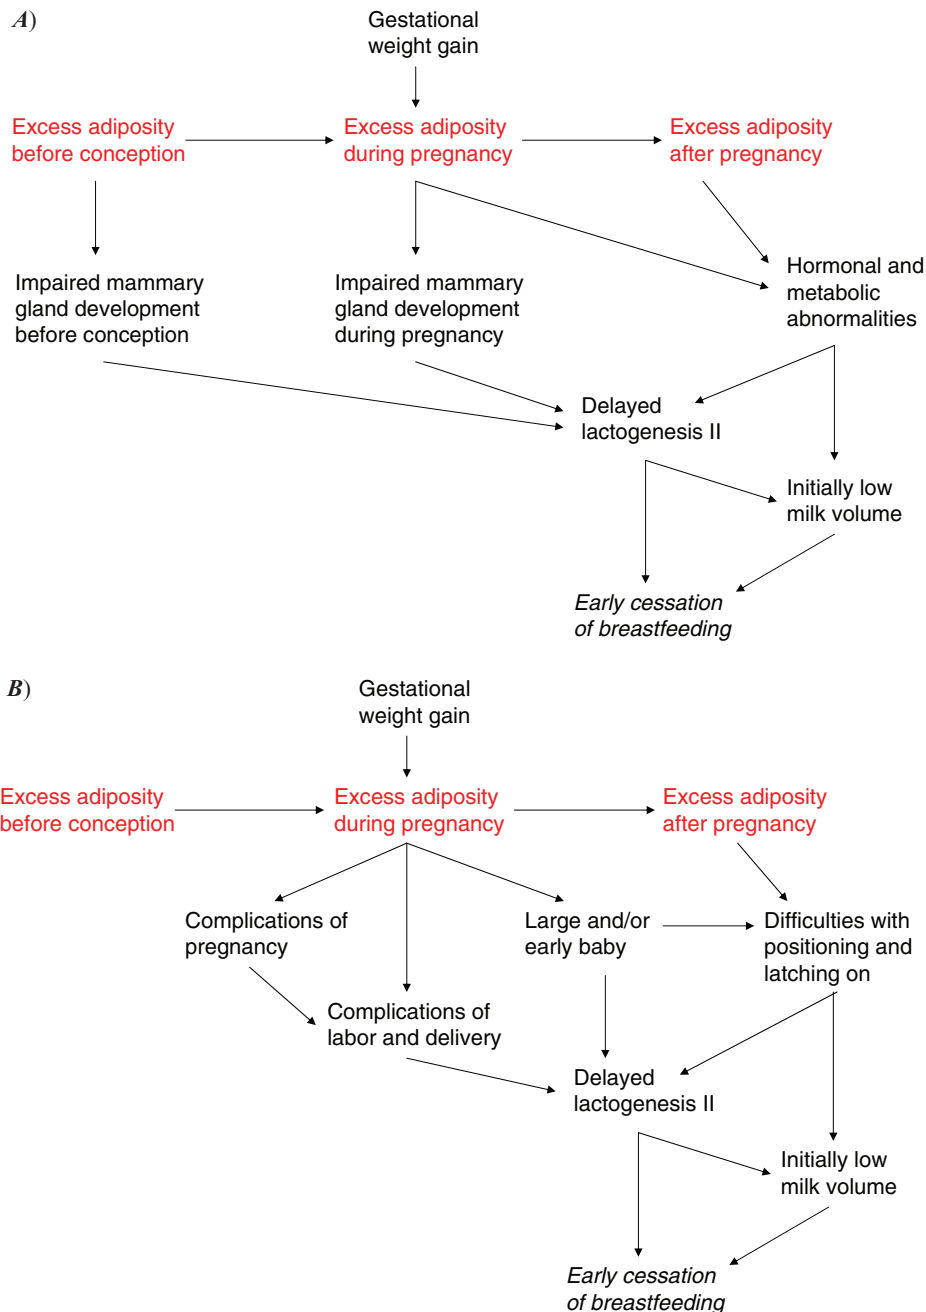 A)
Gestational
weight gain
Excess adiposity
before conception
Excess adiposity
during pregnancy
Excess adiposity
after pregnancy
Impaired mammary
gland development
before conception
Impaired mammary
gland development
during pregnancy
Hormonal and
metabolic
abnormalities
Delayed
lactogenesis II
Initially low
milk volume
Early cessation
of breastfeeding
B)
Gestational
weight gain
Excess adiposity
before conception
Excess adiposity
during pregnancy
Excess adiposity
after pregnancy
Complications of
pregnancy
Large and/or
early baby
Difficulties with
positioning and
latching on
Complications of
labor and delivery
Delayed
lactogenesis II
Initially low
milk volume
Early cessation
of breastfeeding